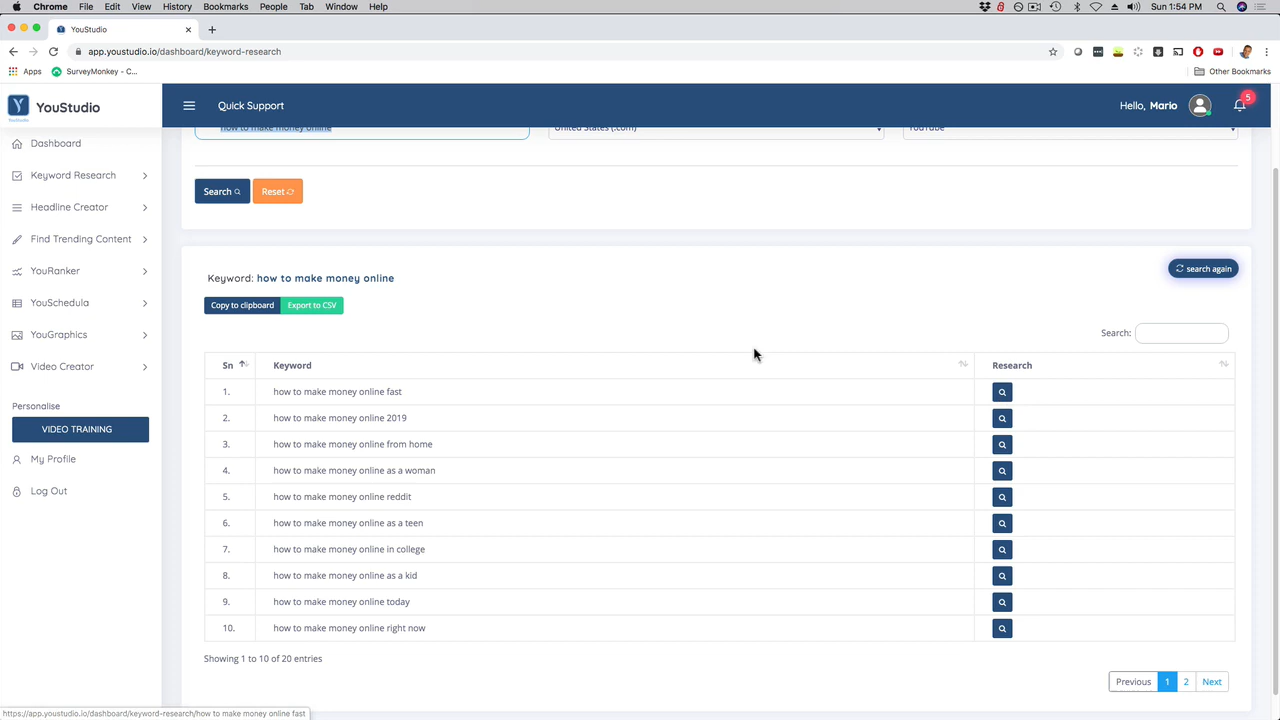 Chrome File Edit View History Bookmarks People Tab Window Help Sun 1:54 PM
YouStudio
app.youstudio.io/dashboard/keyword-research
Apps SurveyMonkey - C... Other Bookmarks
YouStudio
YouStudio
Quick Support
Hello, Mario
5
how to make money online United States (.com) YouTube
Dashboard
Keyword Research
Headline Creator
Find Trending Content
YouRanker
YouSchedula
YouGraphics
Video Creator
Personalise
VIDEO TRAINING
My Profile
Log Out
Search Reset
Keyword: how to make money online
search again
Copy to clipboard Export to CSV
Search:
Sn Keyword Research
1. how to make money online fast
2. how to make money online 2019
3. how to make money online from home
4. how to make money online as a woman
5. how to make money online reddit
6. how to make money online as a teen
7. how to make money online in college
8. how to make money online as a kid
9. how to make money online today
10. how to make money online right now
Showing 1 to 10 of 20 entries
Previous 1 2 Next
https://app.youstudio.io/dashboard/keyword-research/how to make money online fast